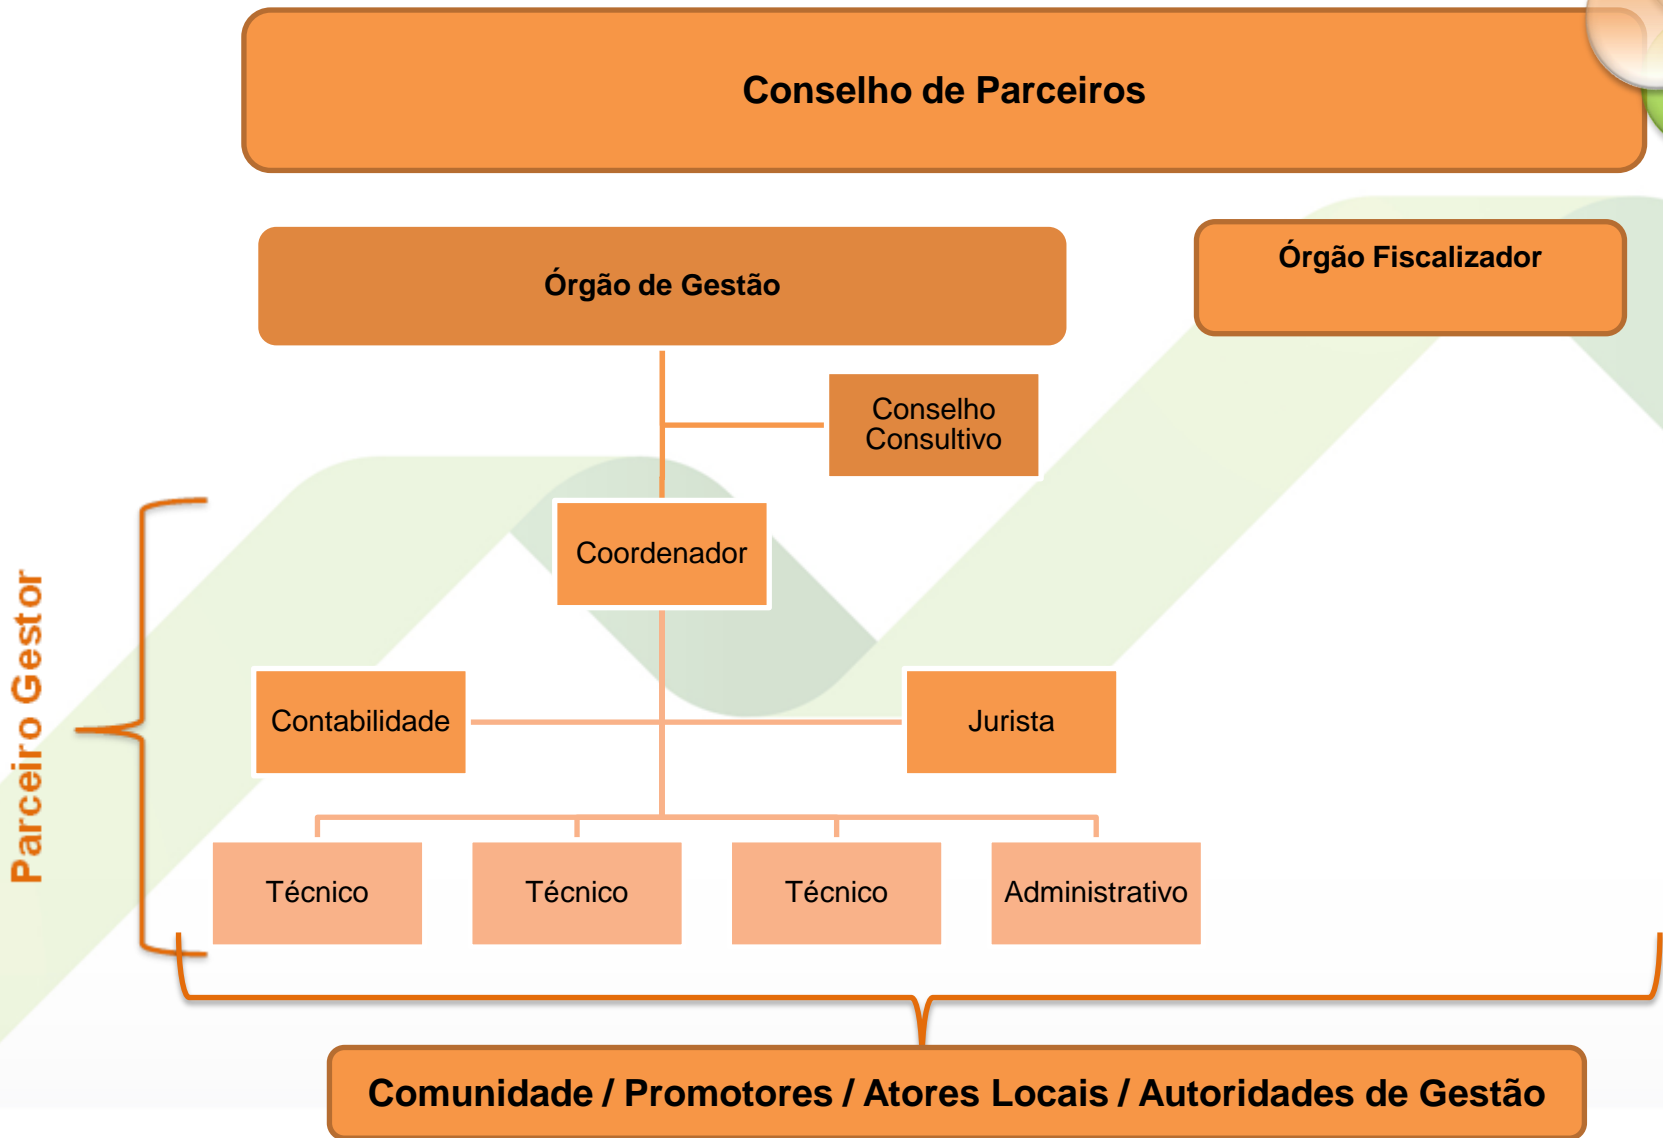 Conselho de Parceiros
Órgão de Gestão
Órgão Fiscalizador
Conselho
Consultivo
Coordenador
Parceiro Gestor
Contabilidade
Jurista
Técnico
Técnico
Técnico
Administrativo
Comunidade / Promotores / Atores Locais / Autoridades de Gestão